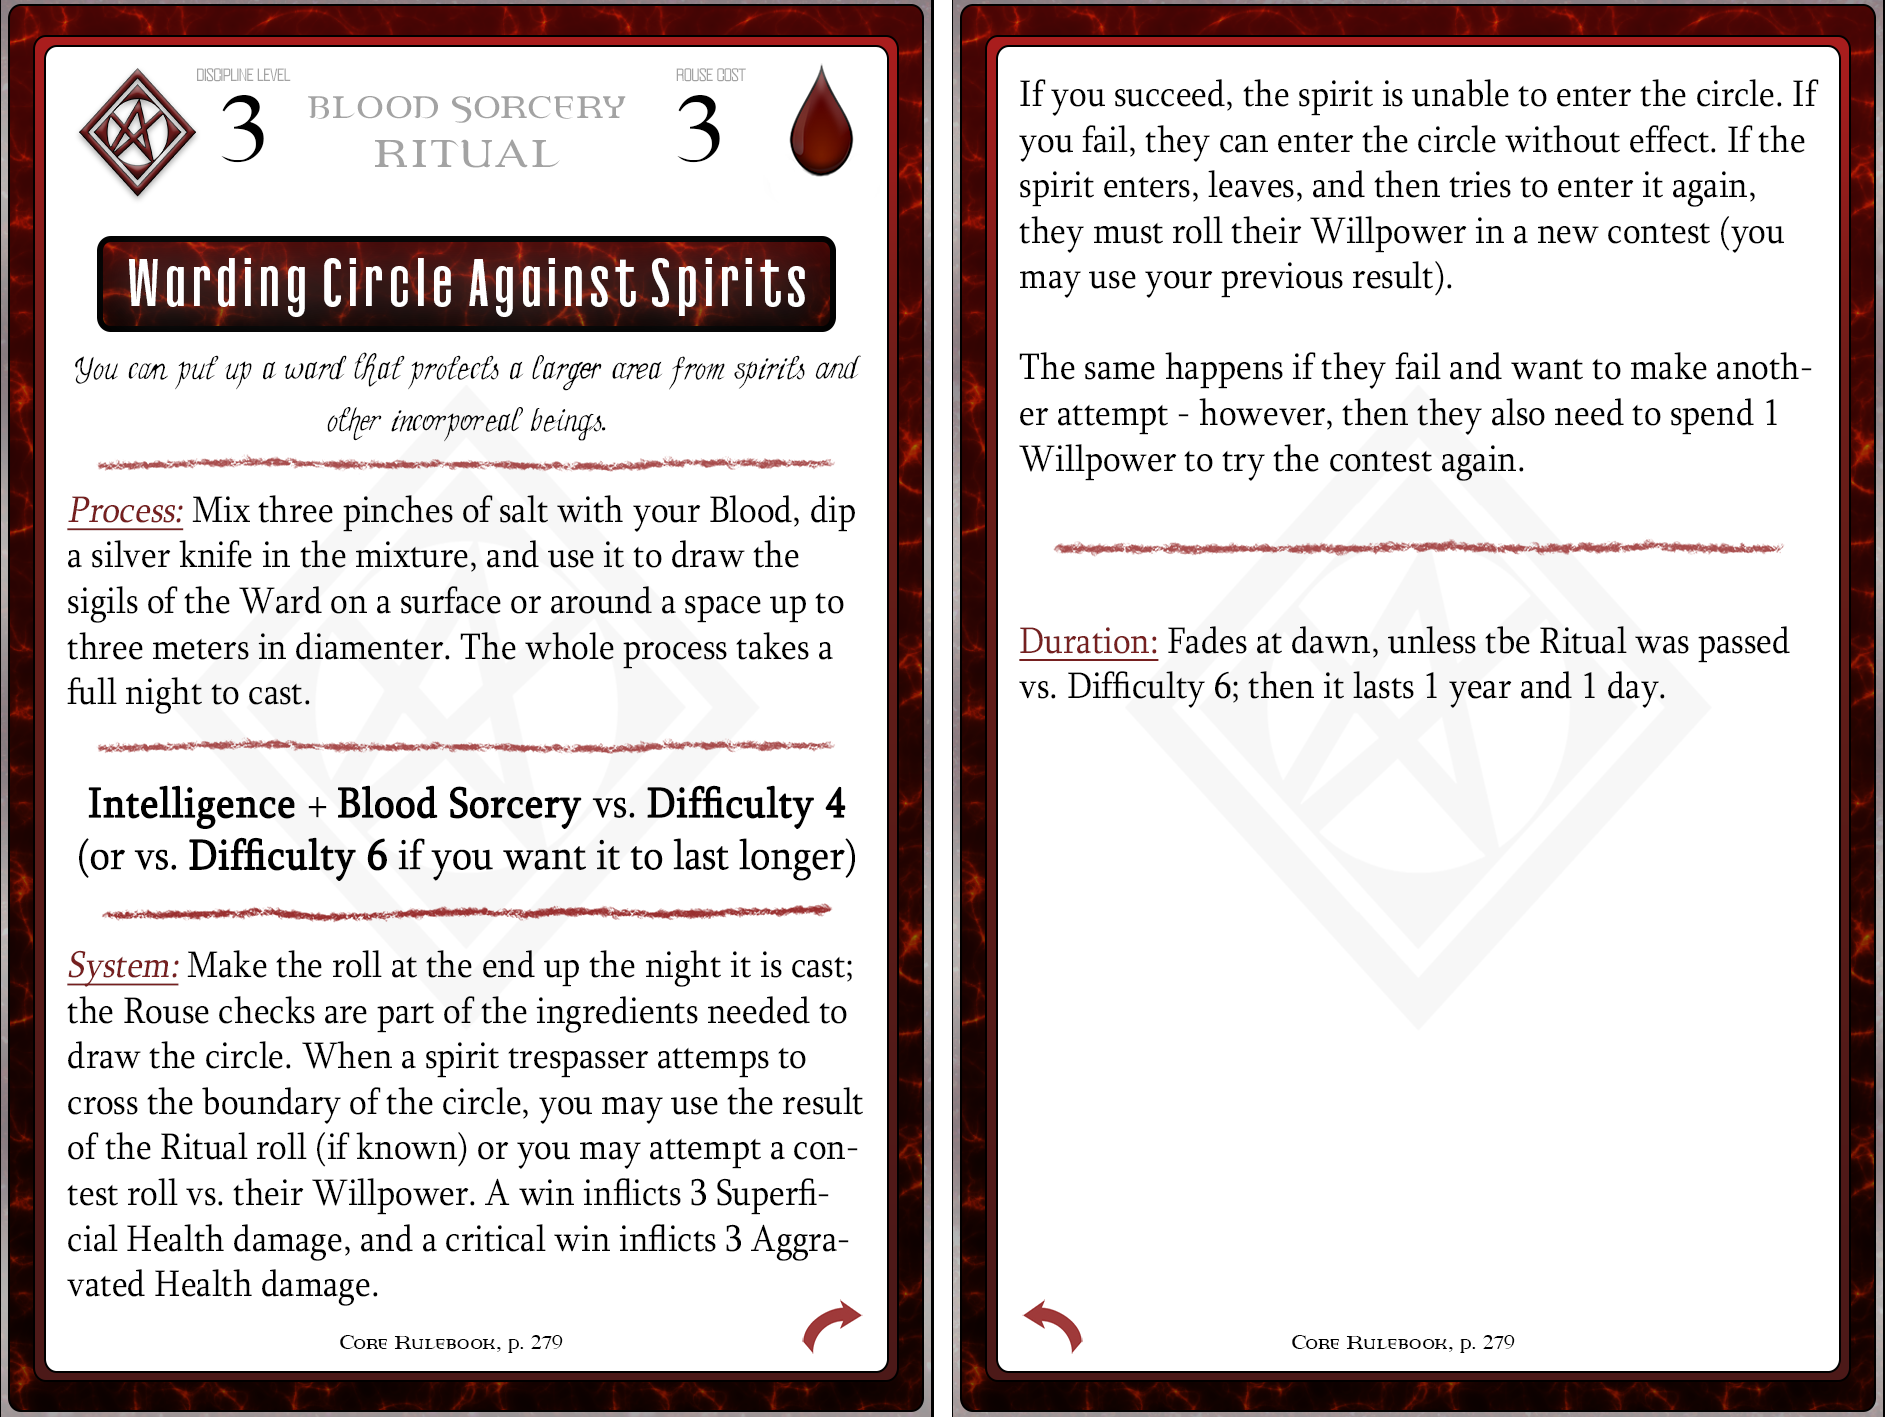 DISCIPLINE LEVEL
3
BLOOD SORCERY
RITUAL
ROUSE COST
3
Warding Circle Against Spirits
You can put up a ward that protects a larger area from spirits and
other incorporeal beings.
Process: Mix three pinches of salt with your Blood, dip
a silver knife in the mixture, and use it to draw the
sigils of the Ward on a surface or around a space up to
three meters in diamenter. The whole process takes a
full night to cast.
Intelligence + Blood Sorcery vs. Difficulty 4
(or vs. Difficulty 6 if you want it to last longer)
System: Make the roll at the end up the night it is cast;
the Rouse checks are part of the ingredients needed to
draw the circle. When a spirit trespasser attemps to
cross the boundary of the circle, you may use the result
of the Ritual roll (if known) or you may attempt a con-
test roll vs. their Willpower. A win inflicts 3 Superfi-
cial Health damage, and a critical win inflicts 3 Aggra-
vated Health damage.
Core Rulebook, p. 279
If you succeed, the spirit is unable to enter the circle. If
you fail, they can enter the circle without effect. If the
spirit enters, leaves, and then tries to enter it again,
they must roll their Willpower in a new contest (you
may use your previous result).
The same happens if they fail and want to make anoth-
er attempt - however, then they also need to spend 1
Willpower to try the contest again.
Duration: Fades at dawn, unless tbe Ritual was passed
vs. Difficulty 6; then it lasts 1 year and 1 day.
Core Rulebook, p. 279